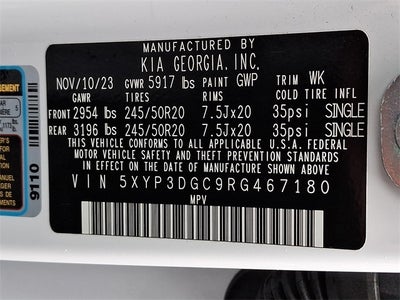 MANUFACTURED BY
KIA GEORGIA, INC.
NOV/10/23 GVWR 5917 lbs PAINT GWP TRIM WK
GAWR TIRES RIMS COLD TIRE INFL
FRONT 2954 lbs 245/50R20 7.5Jx20 35psi SINGLE
REAR 3196 lbs 245/50R20 7.5Jx20 35psi SINGLE
THIS VEHICLE CONFORMS TO ALL APPLICABLE U.S.A. FEDERAL
MOTOR VEHICLE SAFETY AND THEFT PREVENTION STANDARDS
IN EFFECT ON THE DATE OF MANUFACTURE SHOWN ABOVE
VIN 5XYP3DGC9RG467180
MPV
9110